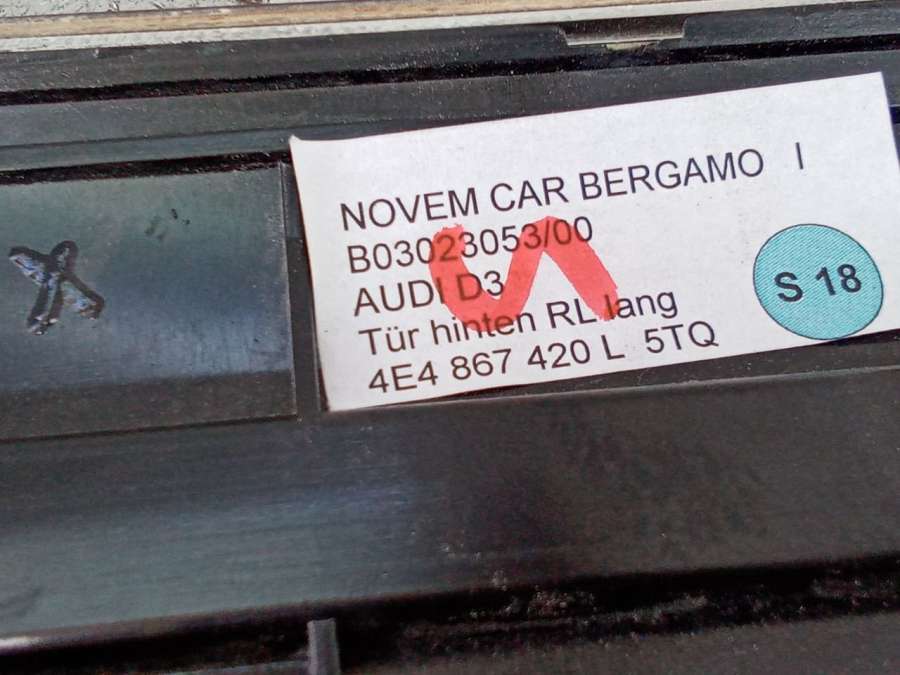 NOVEM CAR BERGAMO I
B03023053/00
AUDI D3
Tür hinten RL lang
4E4 867 420 L 5TQ
S 18
X